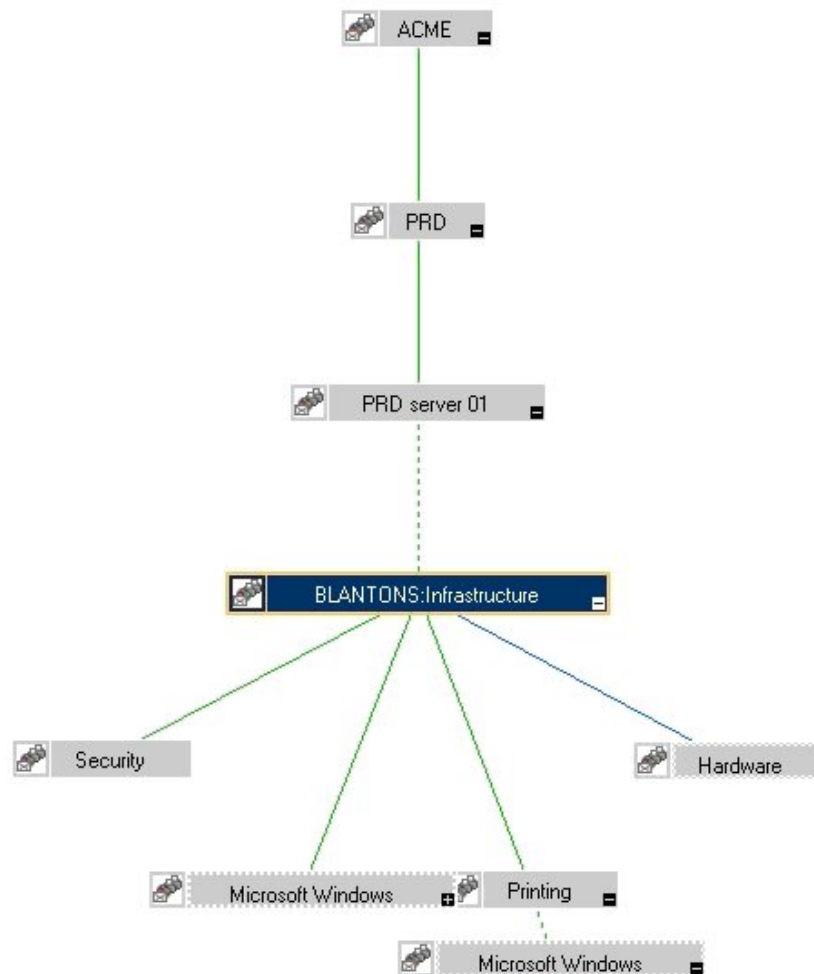 ACME
PRD
PRD server 01
BLANTONS:Infrastructure
Security
Hardware
Microsoft Windows
Printing
Microsoft Windows